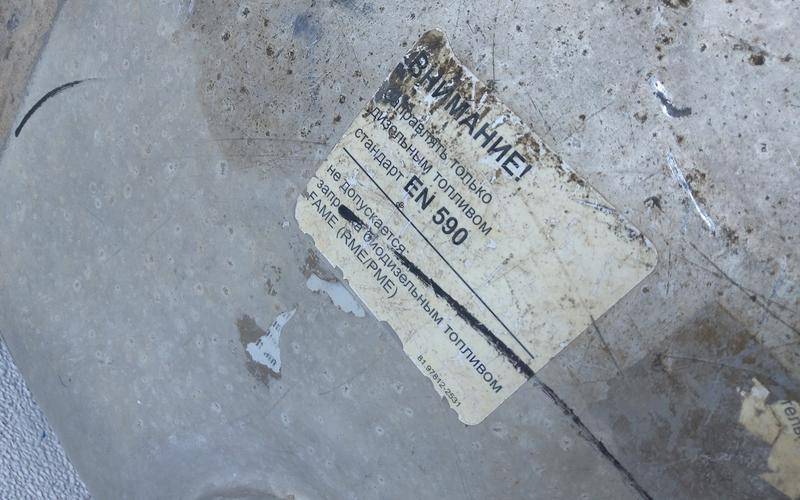 ВНИМАНИЕ!
заправлять только
дизельным топливом
стандарт EN 590
не допускается
заправка биодизельным топливом
FAME (RME/PME)
81.97812-2531